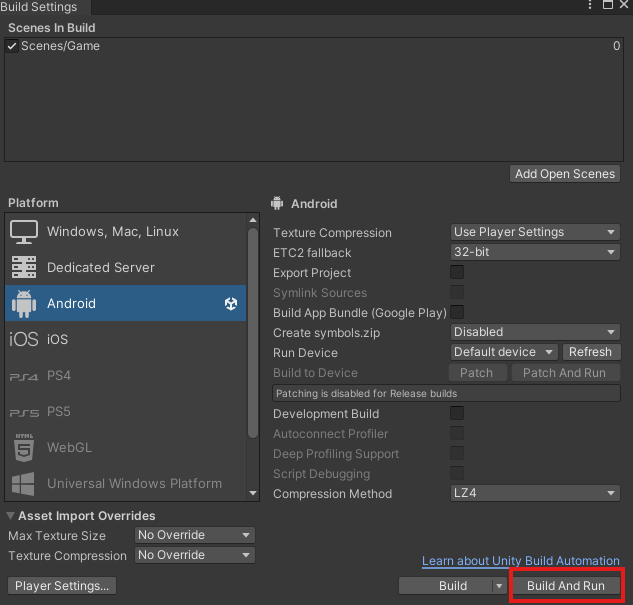 Build Settings
Scenes In Build
Scenes/Game 0
Add Open Scenes
Platform
Windows, Mac, Linux
Dedicated Server
Android
iOS iOS
PS4 PS4
PS5 PS5
HTML 5 WebGL
Universal Windows Platform
Android
Texture Compression Use Player Settings
ETC2 fallback 32-bit
Export Project
Symlink Sources
Build App Bundle (Google Play)
Create symbols.zip Disabled
Run Device Default device Refresh
Build to Device Patch Patch And Run
Patching is disabled for Release builds
Development Build
Autoconnect Profiler
Deep Profiling Support
Script Debugging
Compression Method LZ4
Asset Import Overrides
Max Texture Size No Override
Texture Compression No Override
Learn about Unity Build Automation
Player Settings... Build Build And Run